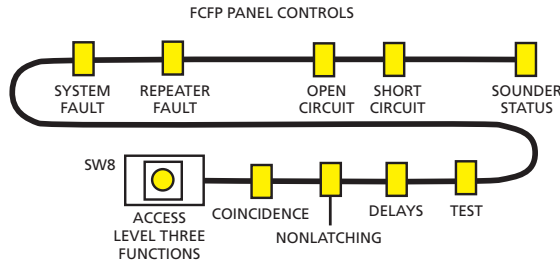 FCFP PANEL CONTROLS
SYSTEM
FAULT
REPEATER
FAULT
OPEN
CIRCUIT
SHORT
CIRCUIT
SOUNDER
STATUS
SW8
ACCESS
LEVEL THREE
FUNCTIONS
COINCIDENCE
NONLATCHING
DELAYS
TEST